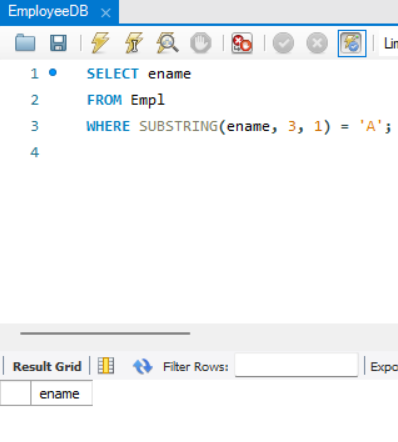 EmployeeDB ×
Lin
1 SELECT ename
2 FROM Empl
3 WHERE SUBSTRING(ename, 3, 1) = 'A';
4
Result Grid Filter Rows: Expo
ename